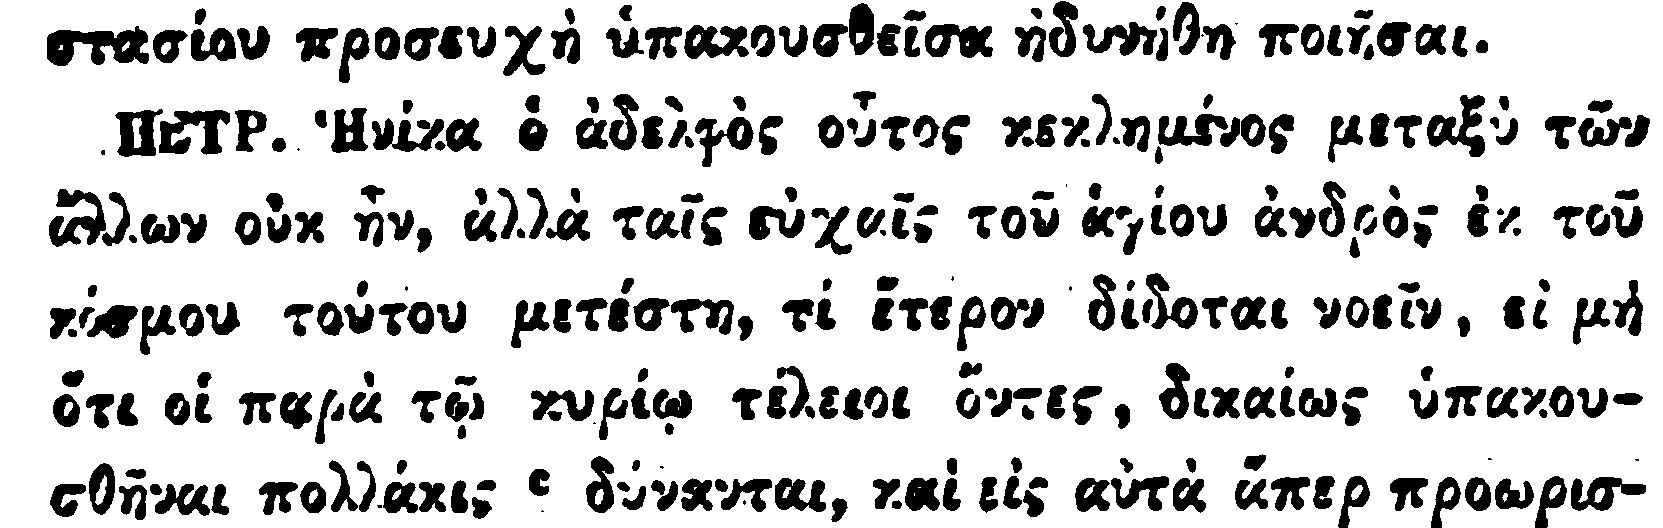 στασίου προσευχὴ ὑπακουσθεῖσα ἠδυνήθη ποιῆσαι.
ΠΕΤΡ. Ἡνίκα ὁ ἀδελφὸς οὗτος κεκλημένος μεταξὺ τῶν
ἄλλων οὐκ ἦν, ἀλλὰ ταῖς εὐχαῖς τοῦ ἁγίου ἀνδρὸς ἐκ τοῦ
κόσμου τούτου μετέστη, τί ἕτερον δίδοται νοεῖν, εἰ μὴ
ὅτι οἱ παρὰ τῷ κυρίῳ τέλειοι ὄντες, δικαίως ὑπακου-
σθῆναι πολλάκις c δύνανται, καὶ εἰς αὐτὰ ἅπερ προωρισ-